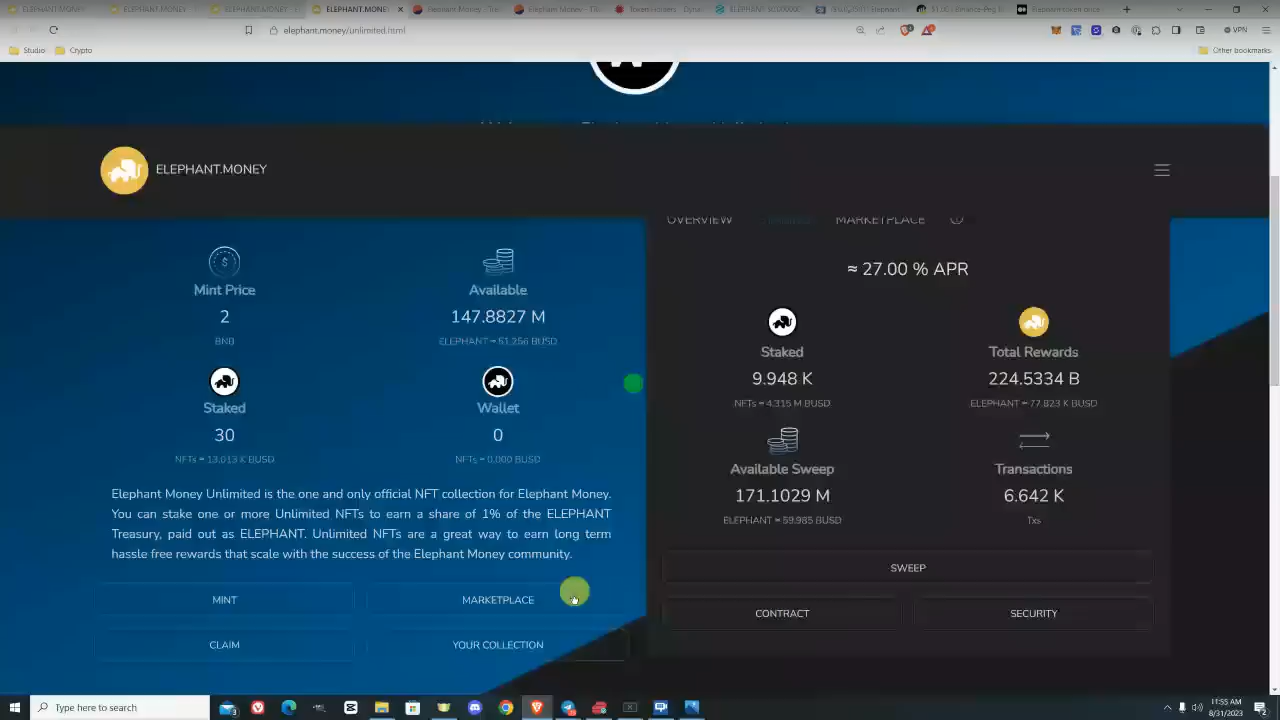 ELEPHANT.MONE
elephant.money/unlimited.html
VPN
Studio
Crypto
Other bookmarks
ELEPHANT.MONEY
OVERVIEW
MARKETPLACE
≈ 27.00 % APR
Mint Price
2
BNB
Available
147.8827 M
ELEPHANT ≈ 51.256 BUSD
Staked
30
NFTs ≈ 13.013 K BUSD
Wallet
0
NFTs ≈ 0.000 BUSD
Elephant Money Unlimited is the one and only official NFT collection for Elephant Money.
You can stake one or more Unlimited NFTs to earn a share of 1% of the ELEPHANT
Treasury, paid out as ELEPHANT. Unlimited NFTs are a great way to earn long term
hassle free rewards that scale with the success of the Elephant Money community.
MINT
MARKETPLACE
CLAIM
YOUR COLLECTION
Staked
9.948 K
NFTs ≈ 4.315 M BUSD
Total Rewards
224.5334 B
ELEPHANT ≈ 77.823 K BUSD
Available Sweep
171.1029 M
ELEPHANT ≈ 59.985 BUSD
Transactions
6.642 K
Txs
SWEEP
CONTRACT
SECURITY
Type here to search
11:55 AM
8/31/2023